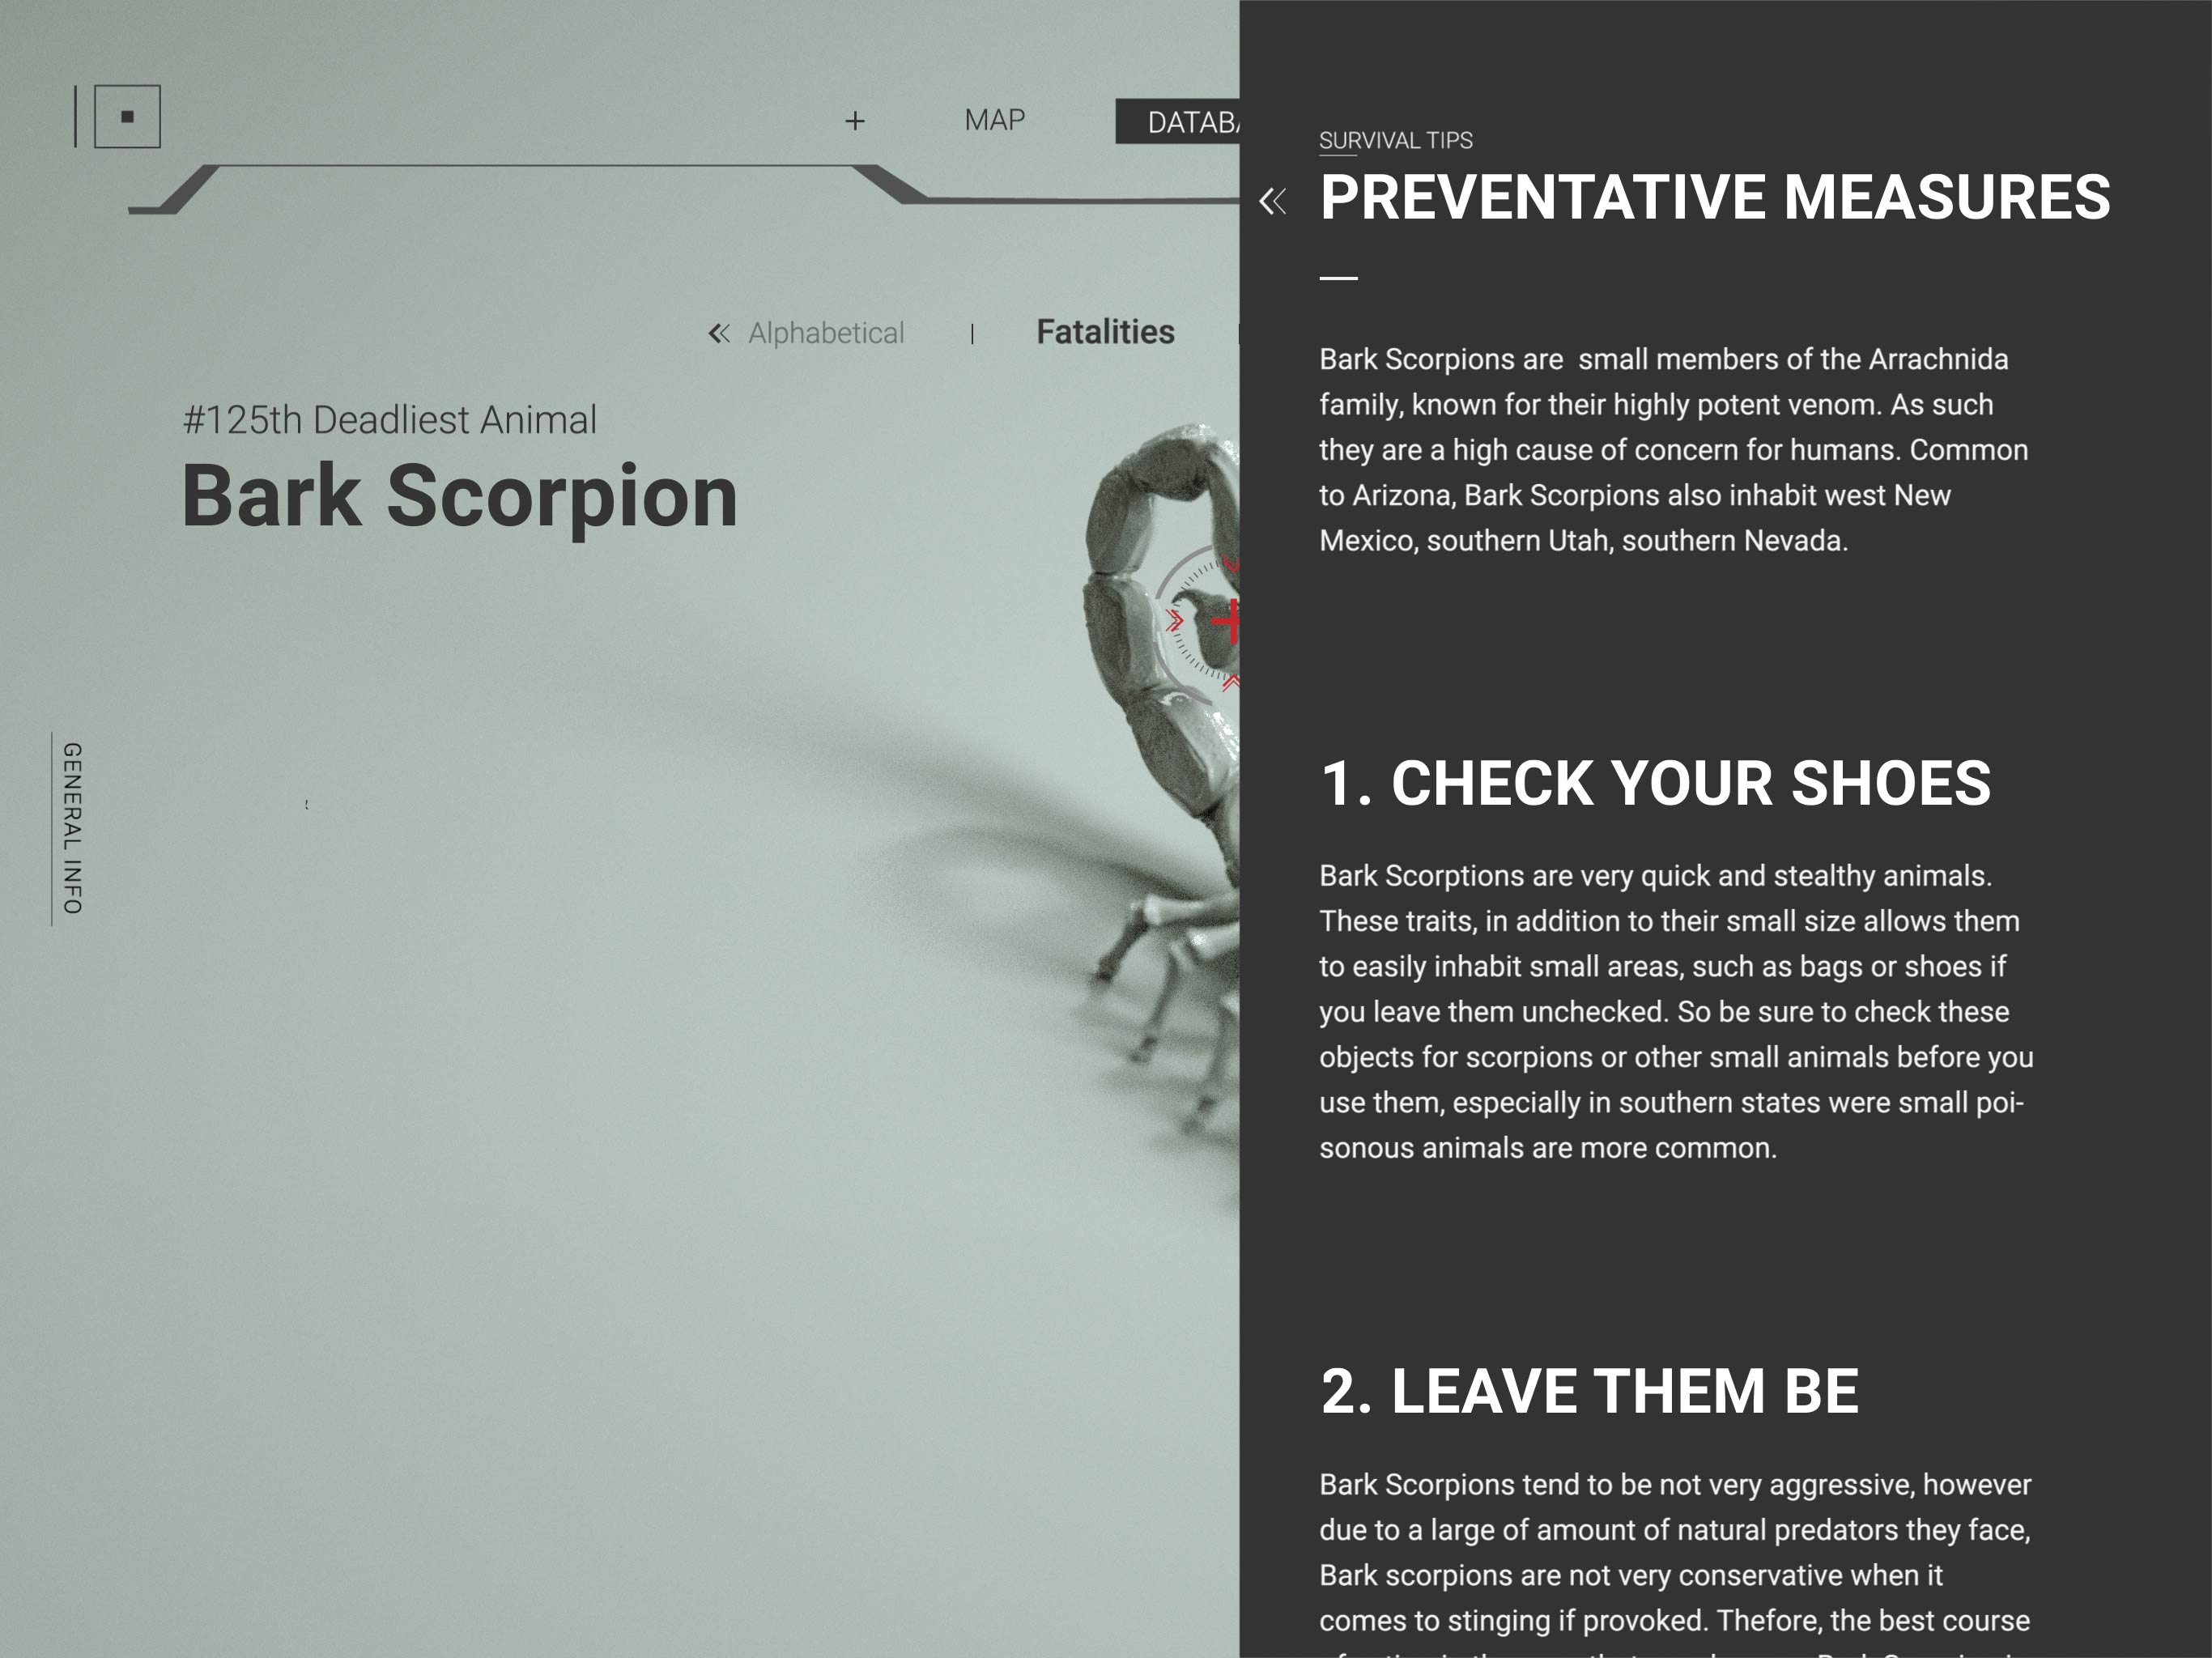 + MAP DATABA
Alphabetical | Fatalities
#125th Deadliest Animal
Bark Scorpion
GENERAL INFO
SURVIVAL TIPS
PREVENTATIVE MEASURES
Bark Scorpions are  small members of the Arrachnida
family, known for their highly potent venom. As such
they are a high cause of concern for humans. Common
to Arizona, Bark Scorpions also inhabit west New
Mexico, southern Utah, southern Nevada.
1. CHECK YOUR SHOES
Bark Scorptions are very quick and stealthy animals.
These traits, in addition to their small size allows them
to easily inhabit small areas, such as bags or shoes if
you leave them unchecked. So be sure to check these
objects for scorpions or other small animals before you
use them, especially in southern states were small poi-
sonous animals are more common.
2. LEAVE THEM BE
Bark Scorpions tend to be not very aggressive, however
due to a large of amount of natural predators they face,
Bark scorpions are not very conservative when it
comes to stinging if provoked. Thefore, the best course